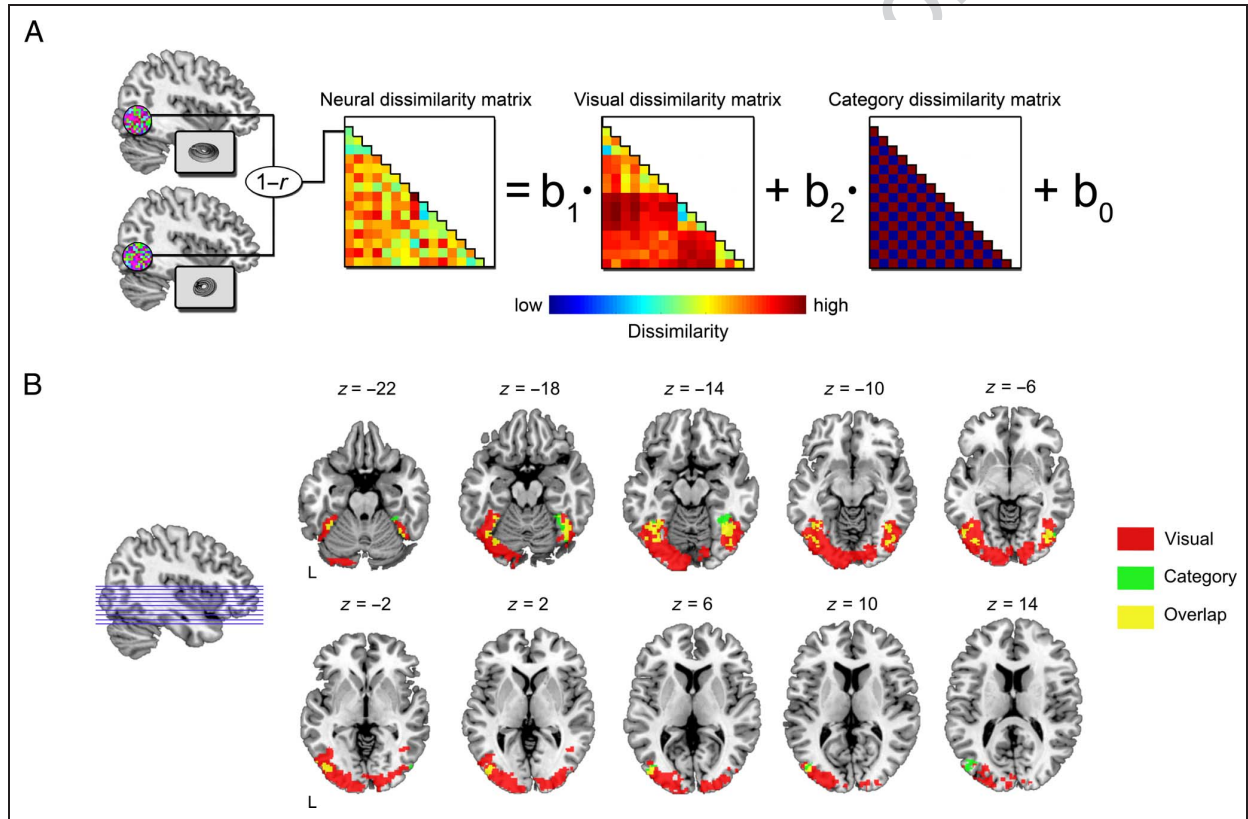 A
Neural dissimilarity matrix
Visual dissimilarity matrix
Category dissimilarity matrix
1–r
= b1 · + b2 · + b0
low
high
Dissimilarity
B
z = –22
z = –18
z = –14
z = –10
z = –6
L
Visual
Category
Overlap
z = –2
z = 2
z = 6
z = 10
z = 14
L